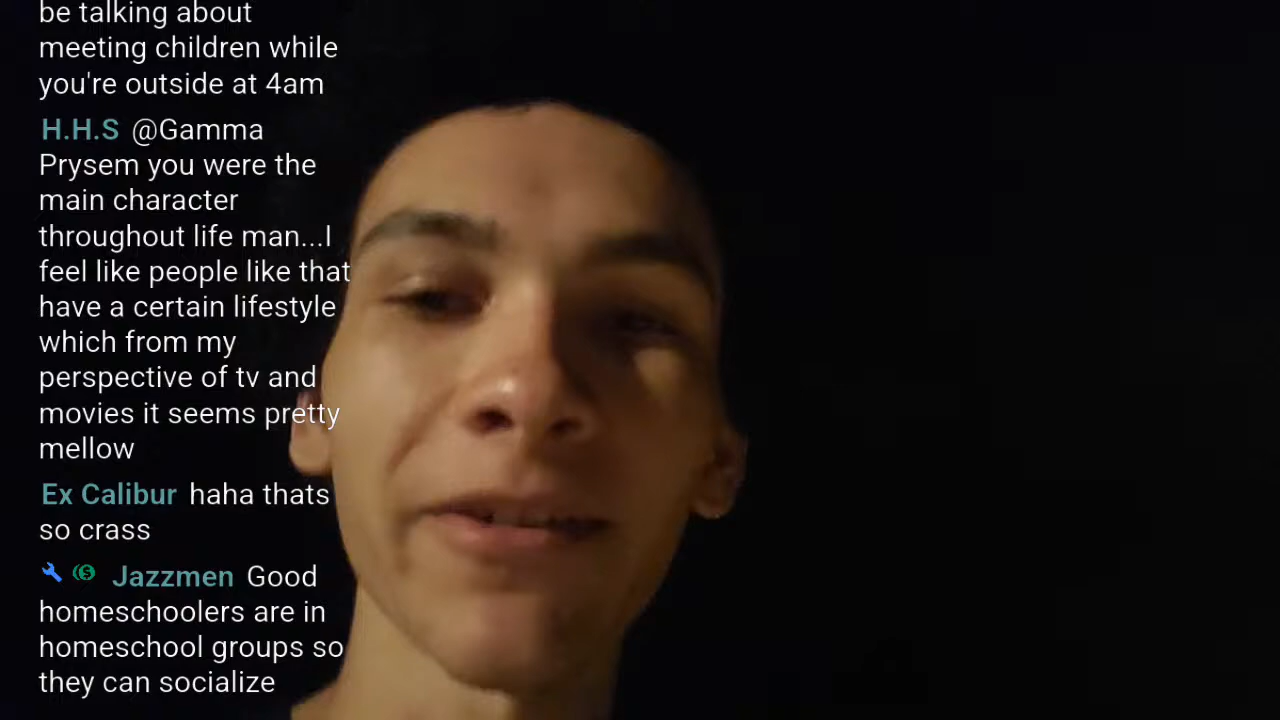 be talking about
meeting children while
you're outside at 4am
H.H.S @Gamma
Prysem you were the
main character
throughout life man...I
feel like people like that
have a certain lifestyle
which from my
perspective of tv and
movies it seems pretty
mellow
Ex Calibur haha thats
so crass
Jazzmen Good
homeschoolers are in
homeschool groups so
they can socialize